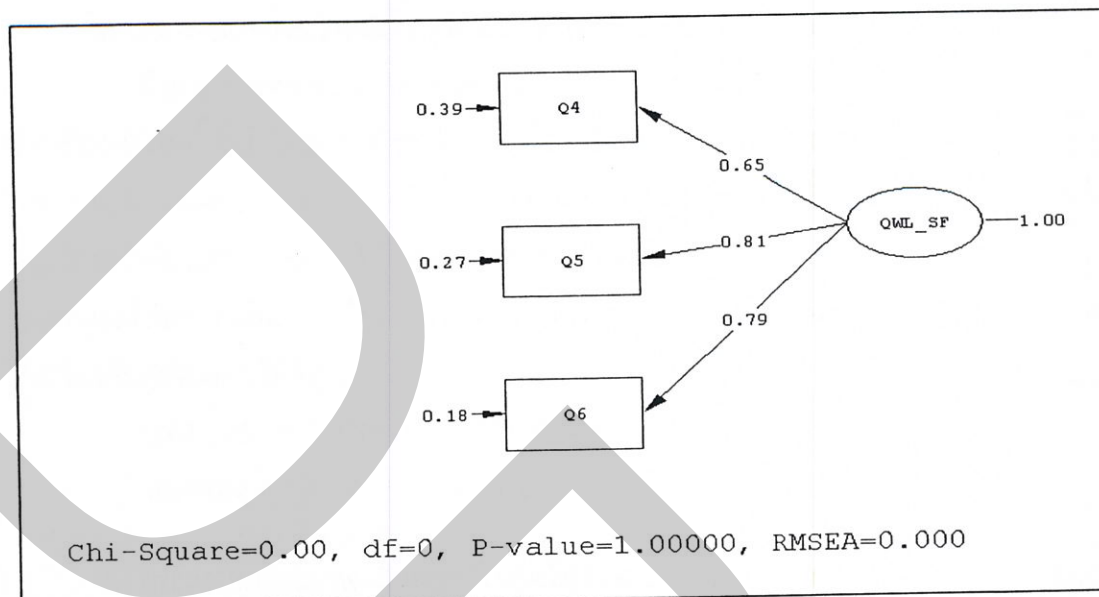 0.39 Q4
0.65
QWL_SF 1.00
0.81
0.27 Q5
0.79
0.18 Q6
Chi-Square=0.00, df=0, P-value=1.00000, RMSEA=0.000